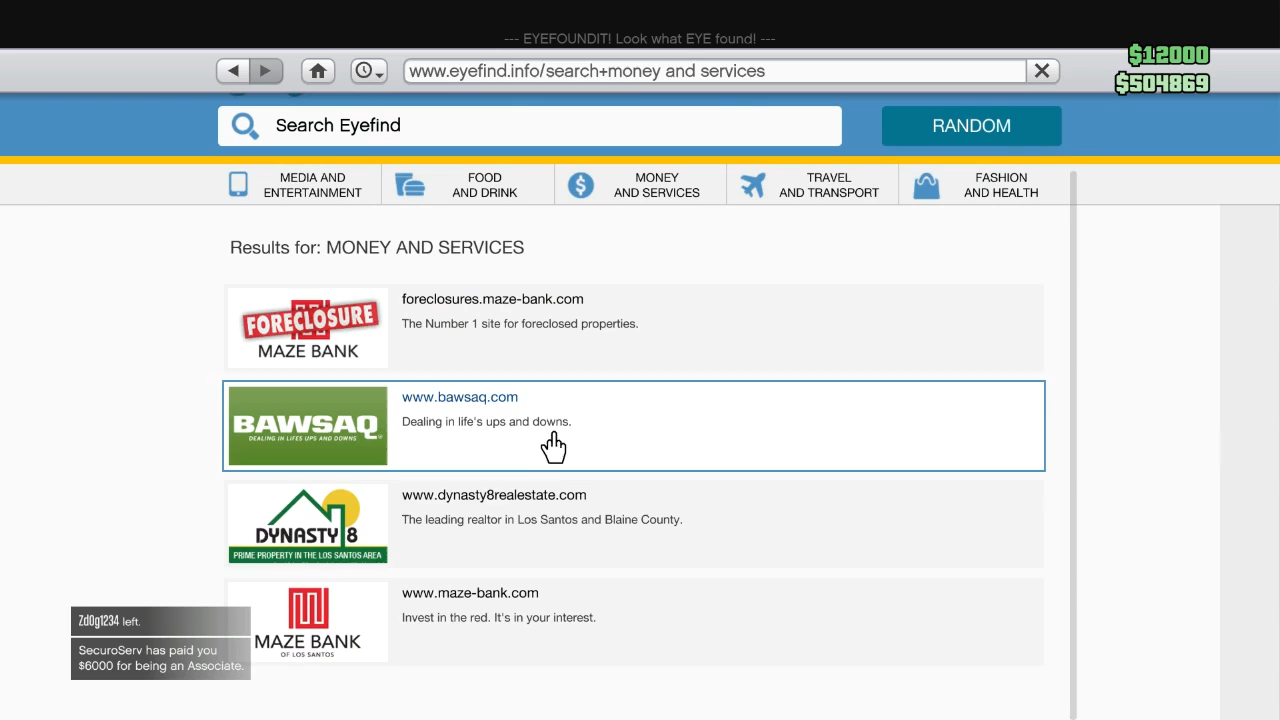 --- EYEFOUNDIT! Look what EYE found! ---
$12000
www.eyefind.info/search+money and services
$504869
Search Eyefind
RANDOM
MEDIA AND
ENTERTAINMENT
FOOD
AND DRINK
MONEY
AND SERVICES
TRAVEL
AND TRANSPORT
FASHION
AND HEALTH
Results for: MONEY AND SERVICES
FORECLOSURE
MAZE BANK
foreclosures.maze-bank.com
The Number 1 site for foreclosed properties.
BAWSAQ
DEALING IN LIFES UPS AND DOWNS
www.bawsaq.com
Dealing in life's ups and downs.
DYNASTY 8
PRIME PROPERTY IN THE LOS SANTOS AREA
www.dynasty8realestate.com
The leading realtor in Los Santos and Blaine County.
MAZE BANK
OF LOS SANTOS
www.maze-bank.com
Invest in the red. It's in your interest.
Zd0g1234 left.
SecuroServ has paid you
$6000 for being an Associate.